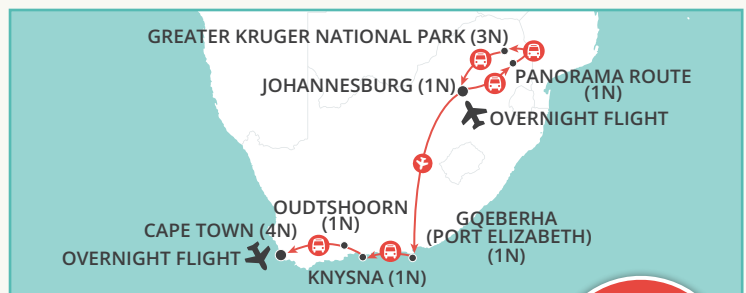 GREATER KRUGER NATIONAL PARK (3N)
JOHANNESBURG (1N)
PANORAMA ROUTE
(1N)
OVERNIGHT FLIGHT
OUDTSHOORN
(1N)
CAPE TOWN (4N)
GQEBERHA
(PORT ELIZABETH)
(1N)
OVERNIGHT FLIGHT
KNYSNA (1N)